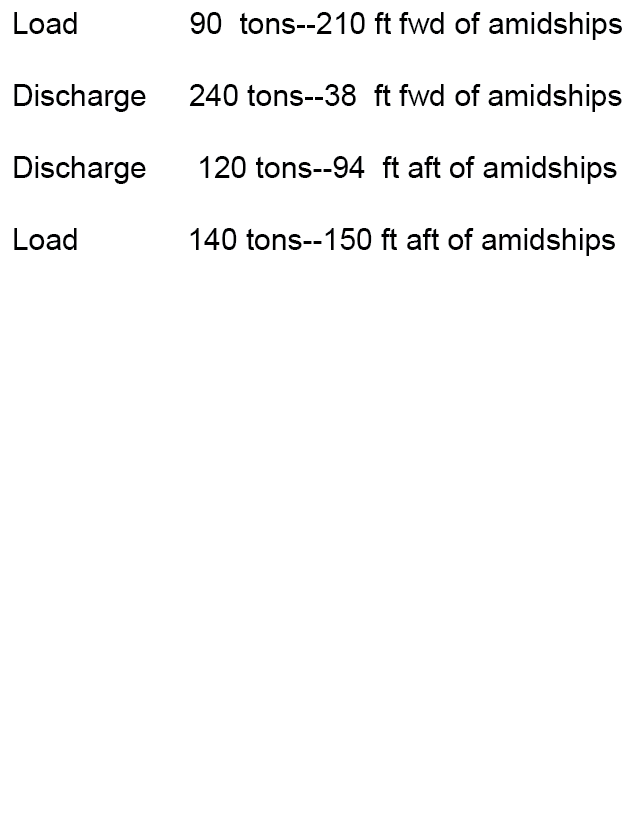 Load 90 tons--210 ft fwd of amidships
Discharge 240 tons--38 ft fwd of amidships
Discharge 120 tons--94 ft aft of amidships
Load 140 tons--150 ft aft of amidships